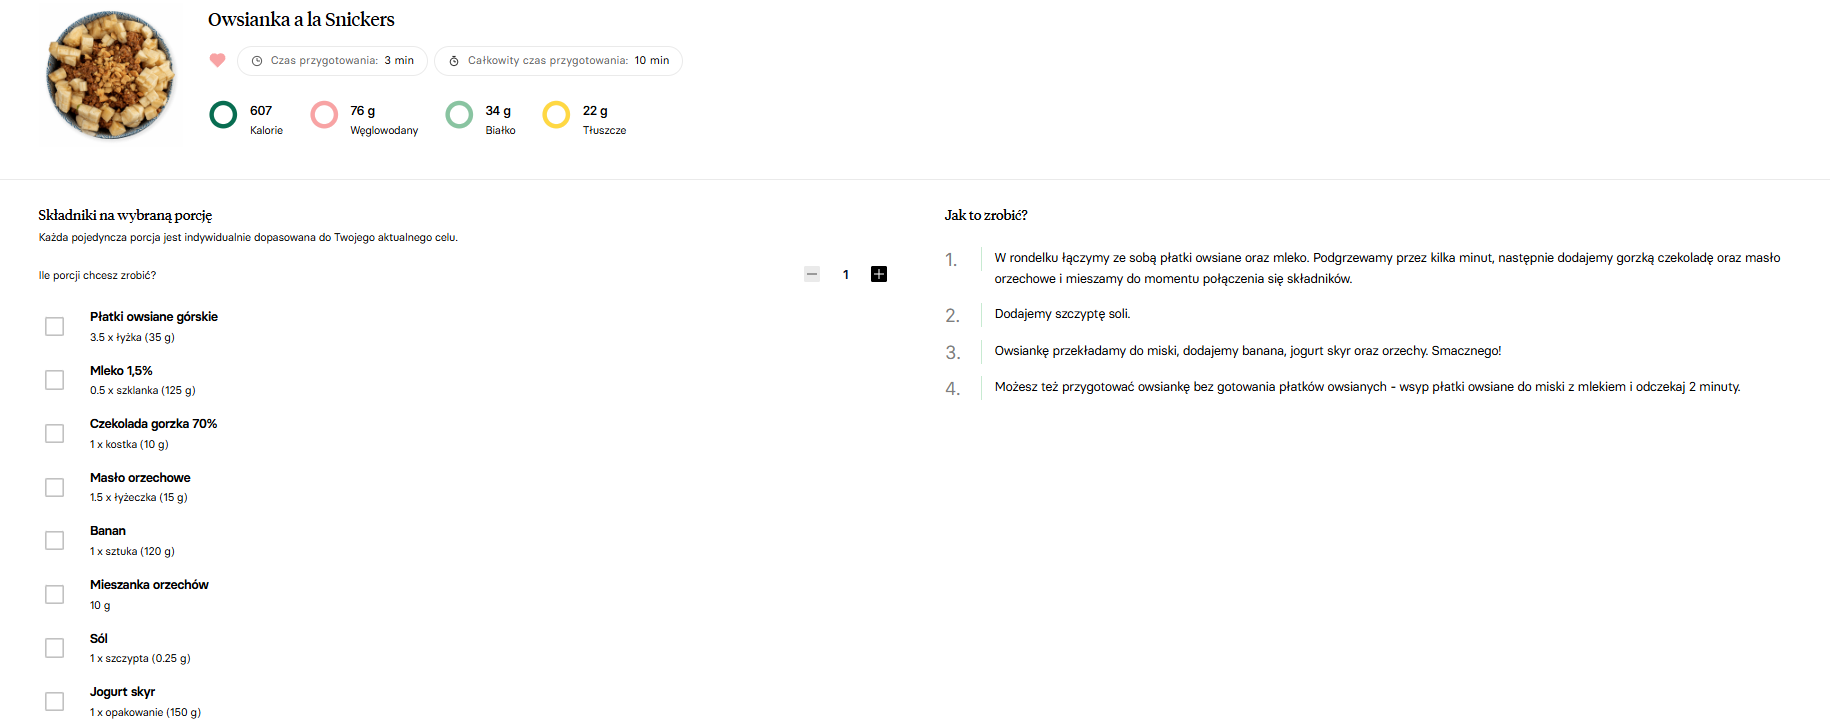 Owsianka a la Snickers
Czas przygotowania: 3 min
Całkowity czas przygotowania: 10 min
607
Kalorie
76 g
Węglowodany
34 g
Białko
22 g
Tłuszcze
Składniki na wybraną porcję
Każda pojedyncza porcja jest indywidualnie dopasowana do Twojego aktualnego celu.
Ile porcji chcesz zrobić?
1
Płatki owsiane górskie
3.5 x łyżka (35 g)
Mleko 1,5%
0.5 x szklanka (125 g)
Czekolada gorzka 70%
1 x kostka (10 g)
Masło orzechowe
1.5 x łyżeczka (15 g)
Banan
1 x sztuka (120 g)
Mieszanka orzechów
10 g
Sól
1 x szczypta (0.25 g)
Jogurt skyr
1 x opakowanie (150 g)
Jak to zrobić?
1. W rondelku łączymy ze sobą płatki owsiane oraz mleko. Podgrzewamy przez kilka minut, następnie dodajemy gorzką czekoladę oraz masło
orzechowe i mieszamy do momentu połączenia się składników.
2. Dodajemy szczyptę soli.
3. Owsiankę przekładamy do miski, dodajemy banana, jogurt skyr oraz orzechy. Smacznego!
4. Możesz też przygotować owsiankę bez gotowania płatków owsianych - wsyp płatki owsiane do miski z mlekiem i odczekaj 2 minuty.